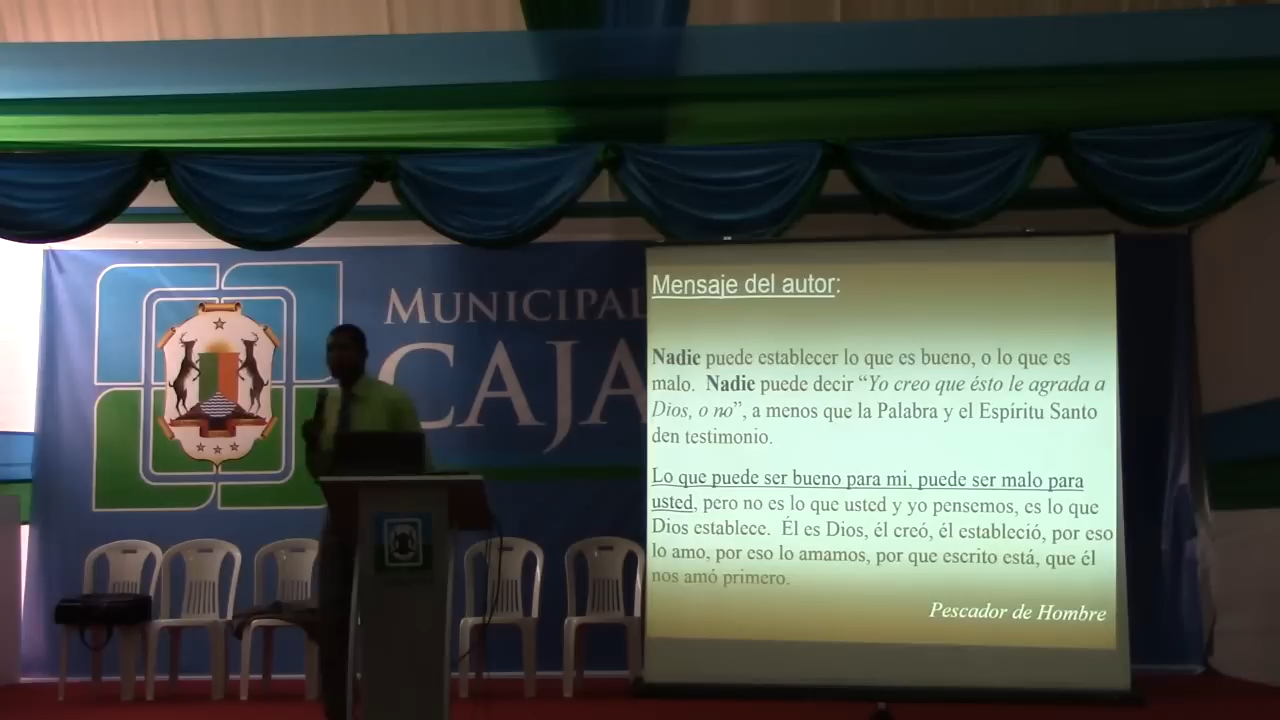 MUNICIPAL
CAJA
Mensaje del autor:
Nadie puede establecer lo que es bueno, o lo que es
malo. Nadie puede decir “Yo creo que ésto le agrada a
Dios, o no”, a menos que la Palabra y el Espíritu Santo
den testimonio.
Lo que puede ser bueno para mi, puede ser malo para
usted, pero no es lo que usted y yo pensemos, es lo que
Dios establece. Él es Dios, él creó, él estableció, por eso
lo amo, por eso lo amamos, por que escrito está, que él
nos amó primero.
Pescador de Hombre